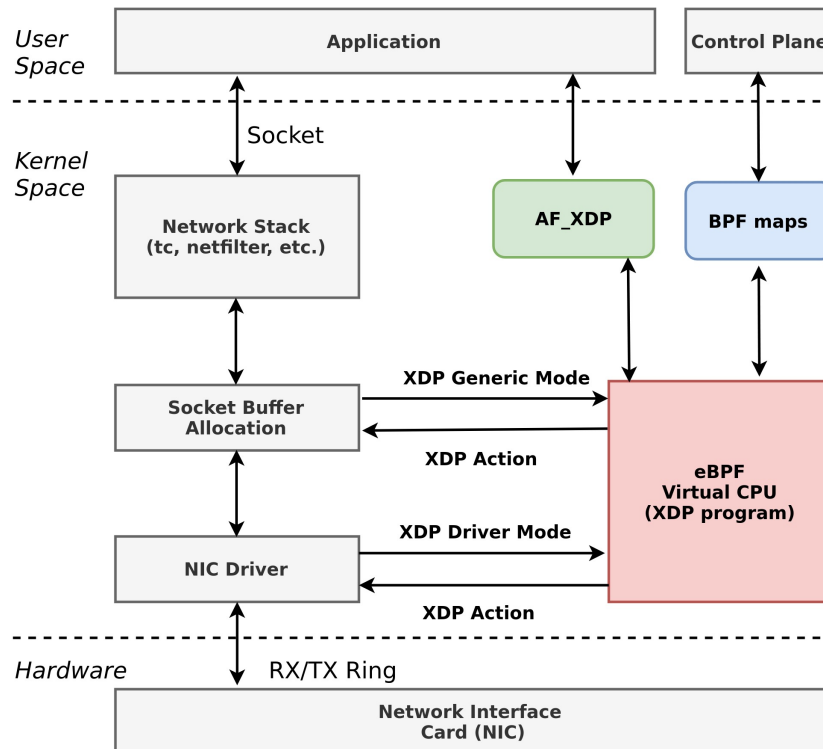 User
Space
Application
Control Plane
Socket
Kernel
Space
Network Stack
(tc, netfilter, etc.)
AF_XDP
BPF maps
XDP Generic Mode
Socket Buffer
Allocation
XDP Action
eBPF
Virtual CPU
(XDP program)
XDP Driver Mode
NIC Driver
XDP Action
Hardware
RX/TX Ring
Network Interface
Card (NIC)